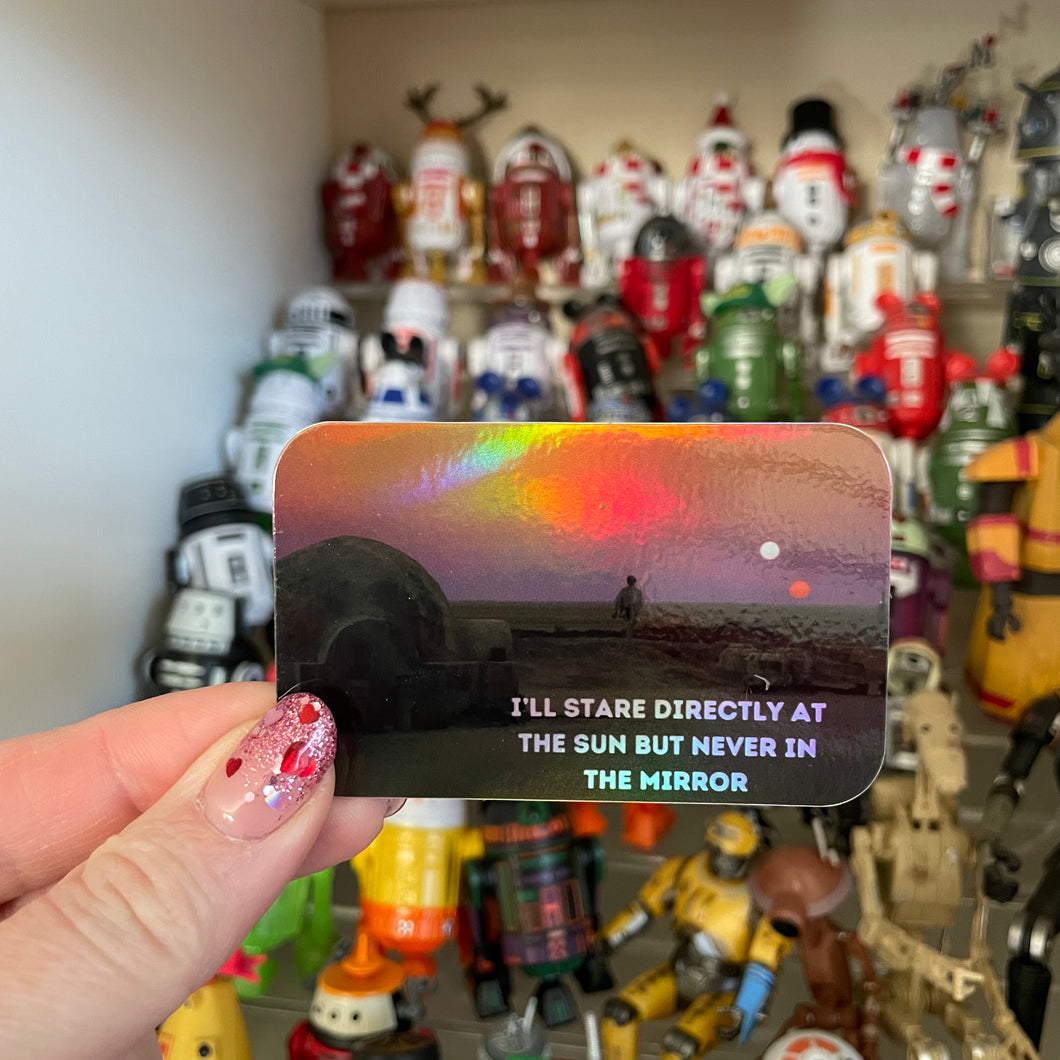 I'LL STARE DIRECTLY AT
THE SUN BUT NEVER IN
THE MIRROR